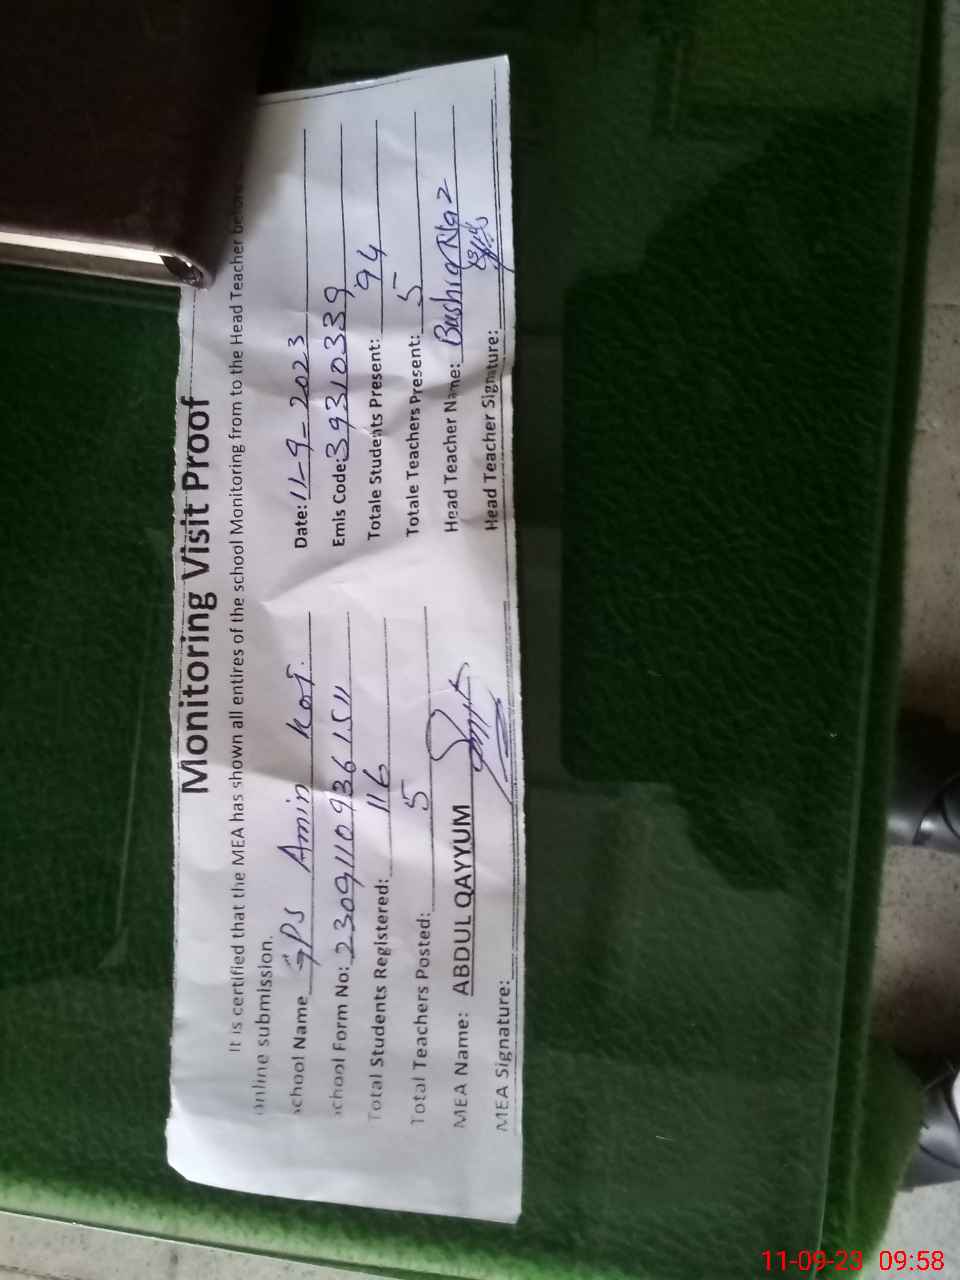 Monitoring Visit Proof
It is certified that the MEA has shown all entires of the school Monitoring from to the Head Teacher before
online submission.
School Name GPS Amin Kot. Date: 11-9-2023
School Form No: 23091109361511 Emis Code: 39310339
Total Students Registered: 116 Totale Students Present: 94
Total Teachers Posted: 5 Totale Teachers Present: 5
MEA Name: ABDUL QAYYUM Head Teacher Name: Bushra Naz
MEA Signature: Head Teacher Signature:
11-09-23 09:58